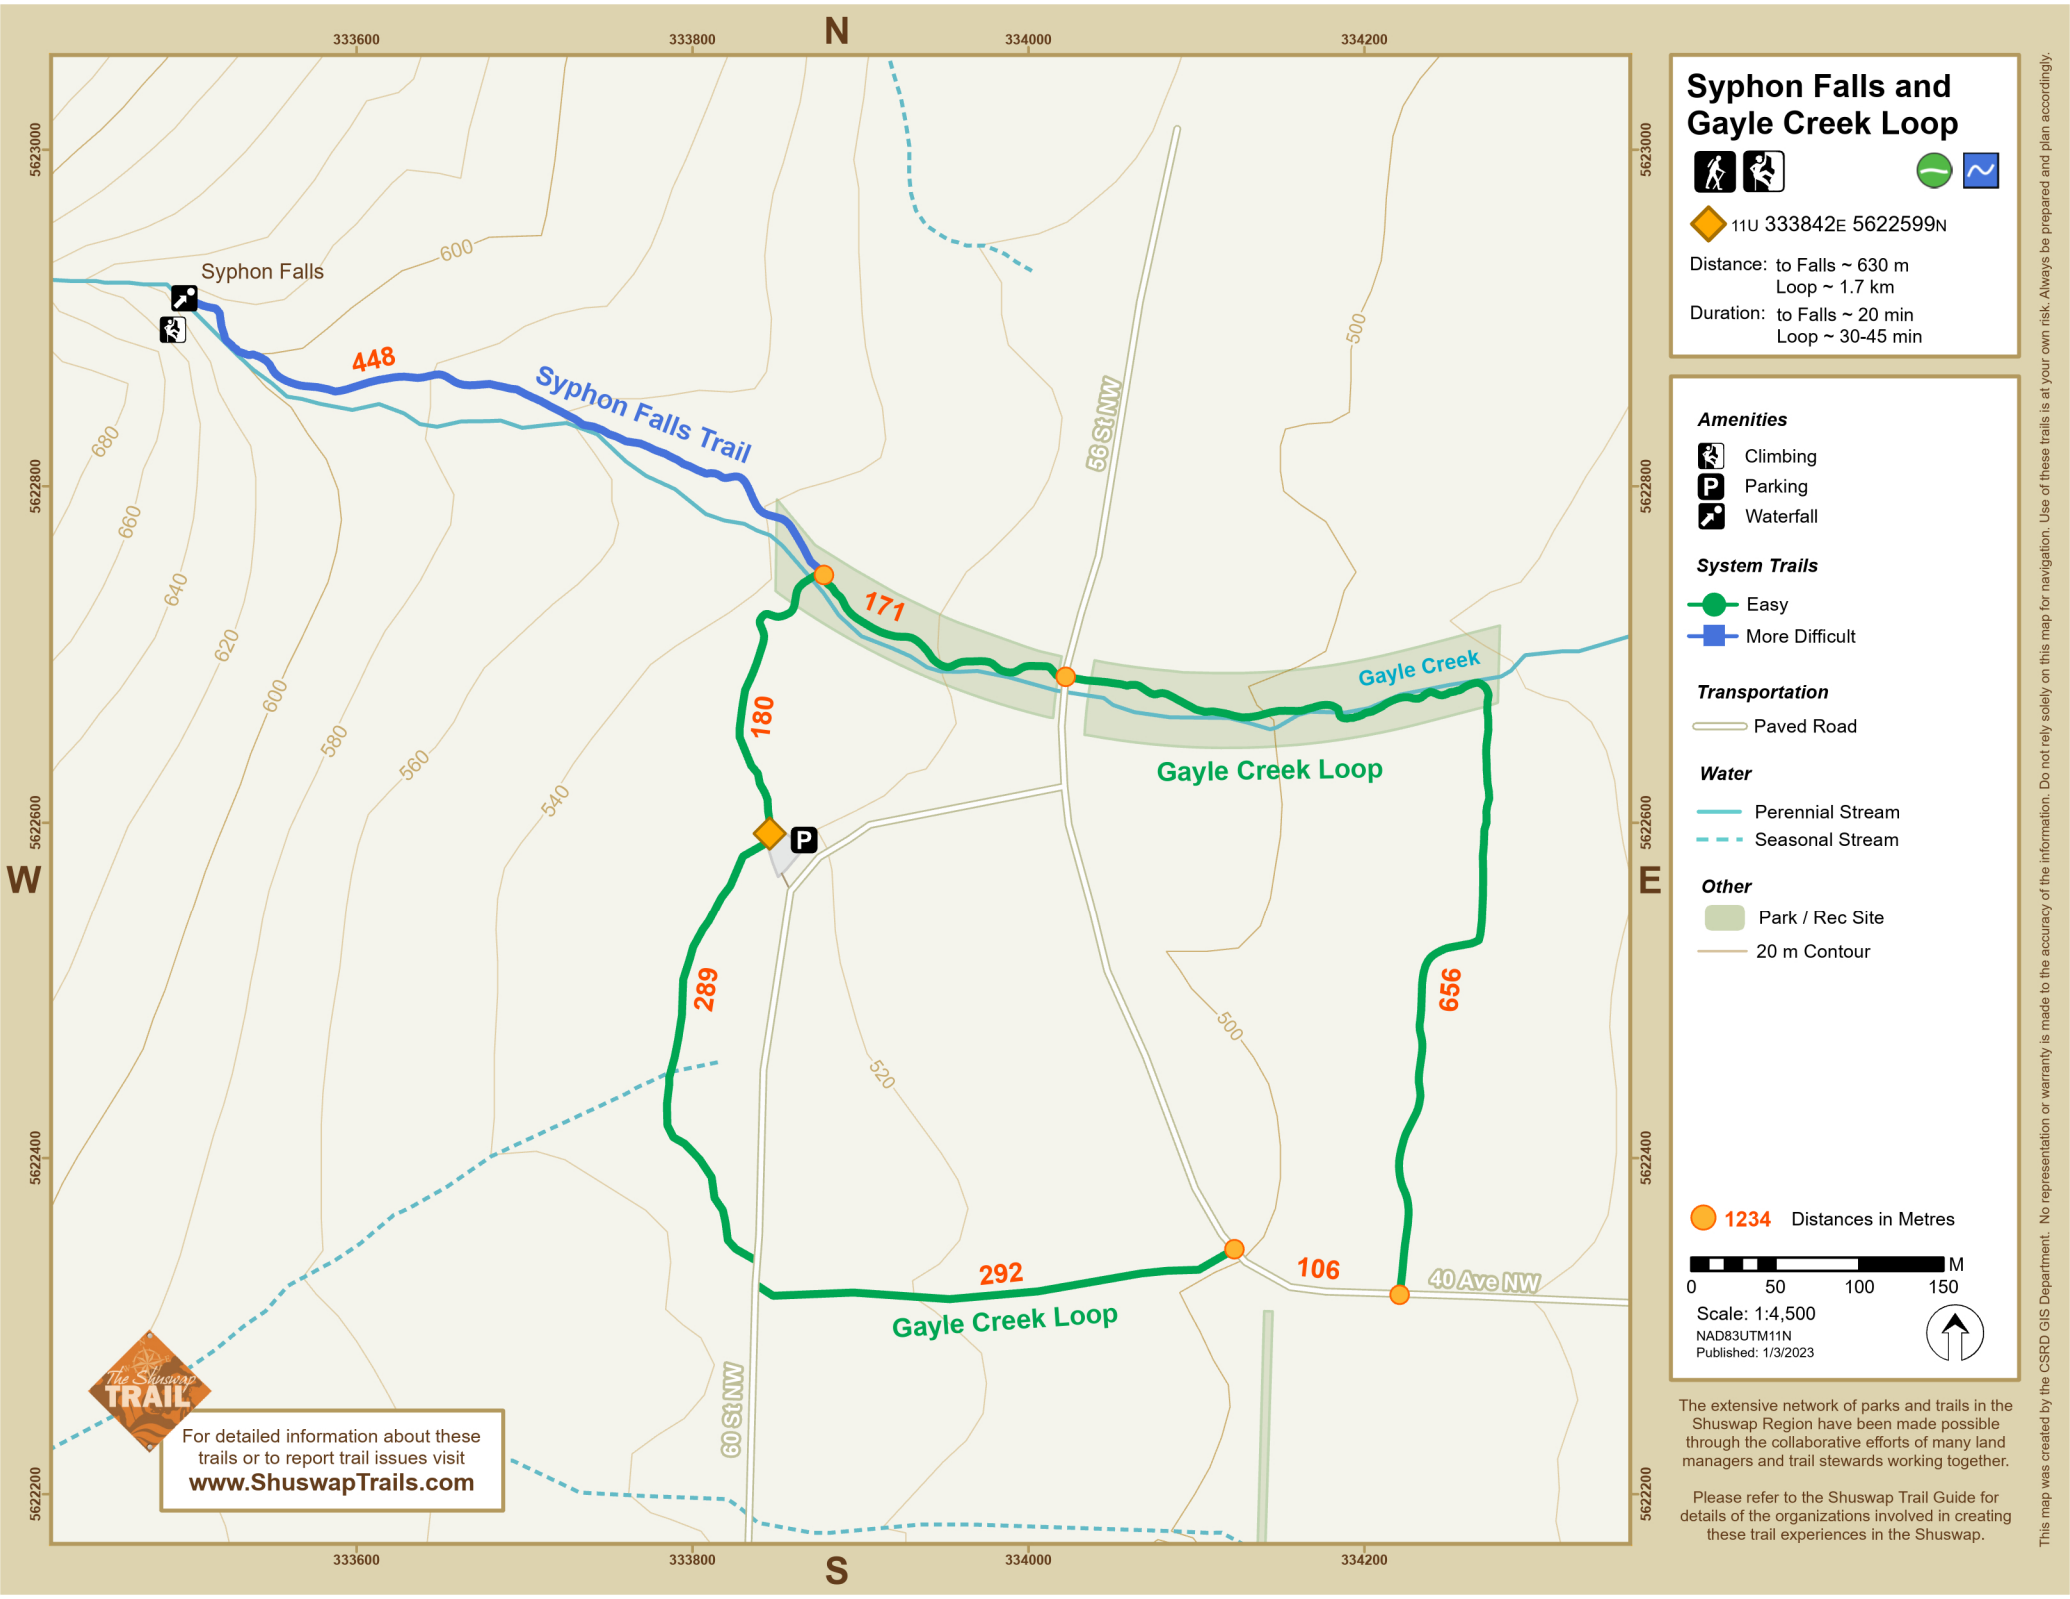 N
333600
333800
334000
334200
5623000
5622800
5622600
5622400
5622200
W
Syphon Falls
600
448
Syphon Falls Trail
56 St NW
500
680
660
640
620
600
580
560
540
171
180
Gayle Creek
Gayle Creek Loop
P
289
656
500
520
292
106
40 Ave NW
Gayle Creek Loop
60 St NW
The Shuswap
TRAIL
For detailed information about these
trails or to report trail issues visit
www.ShuswapTrails.com
5623000
5622800
5622600
E
5622400
5622200
333600
333800
334000
334200
S
Syphon Falls and
Gayle Creek Loop
11U 333842E 5622599N
Distance: to Falls ~ 630 m
Loop ~ 1.7 km
Duration: to Falls ~ 20 min
Loop ~ 30-45 min
Amenities
Climbing
P Parking
Waterfall
System Trails
Easy
More Difficult
Transportation
Paved Road
Water
Perennial Stream
Seasonal Stream
Other
Park / Rec Site
20 m Contour
1234 Distances in Metres
M
0 50 100 150
Scale: 1:4,500
NAD83UTM11N
Published: 1/3/2023
The extensive network of parks and trails in the
Shuswap Region have been made possible
through the collaborative efforts of many land
managers and trail stewards working together.
Please refer to the Shuswap Trail Guide for
details of the organizations involved in creating
these trail experiences in the Shuswap.
This map was created by the CSRD GIS Department. No representation or warranty is made to the accuracy of the information. Do not rely solely on this map for navigation. Use of these trails is at your own risk. Always be prepared and plan accordingly.